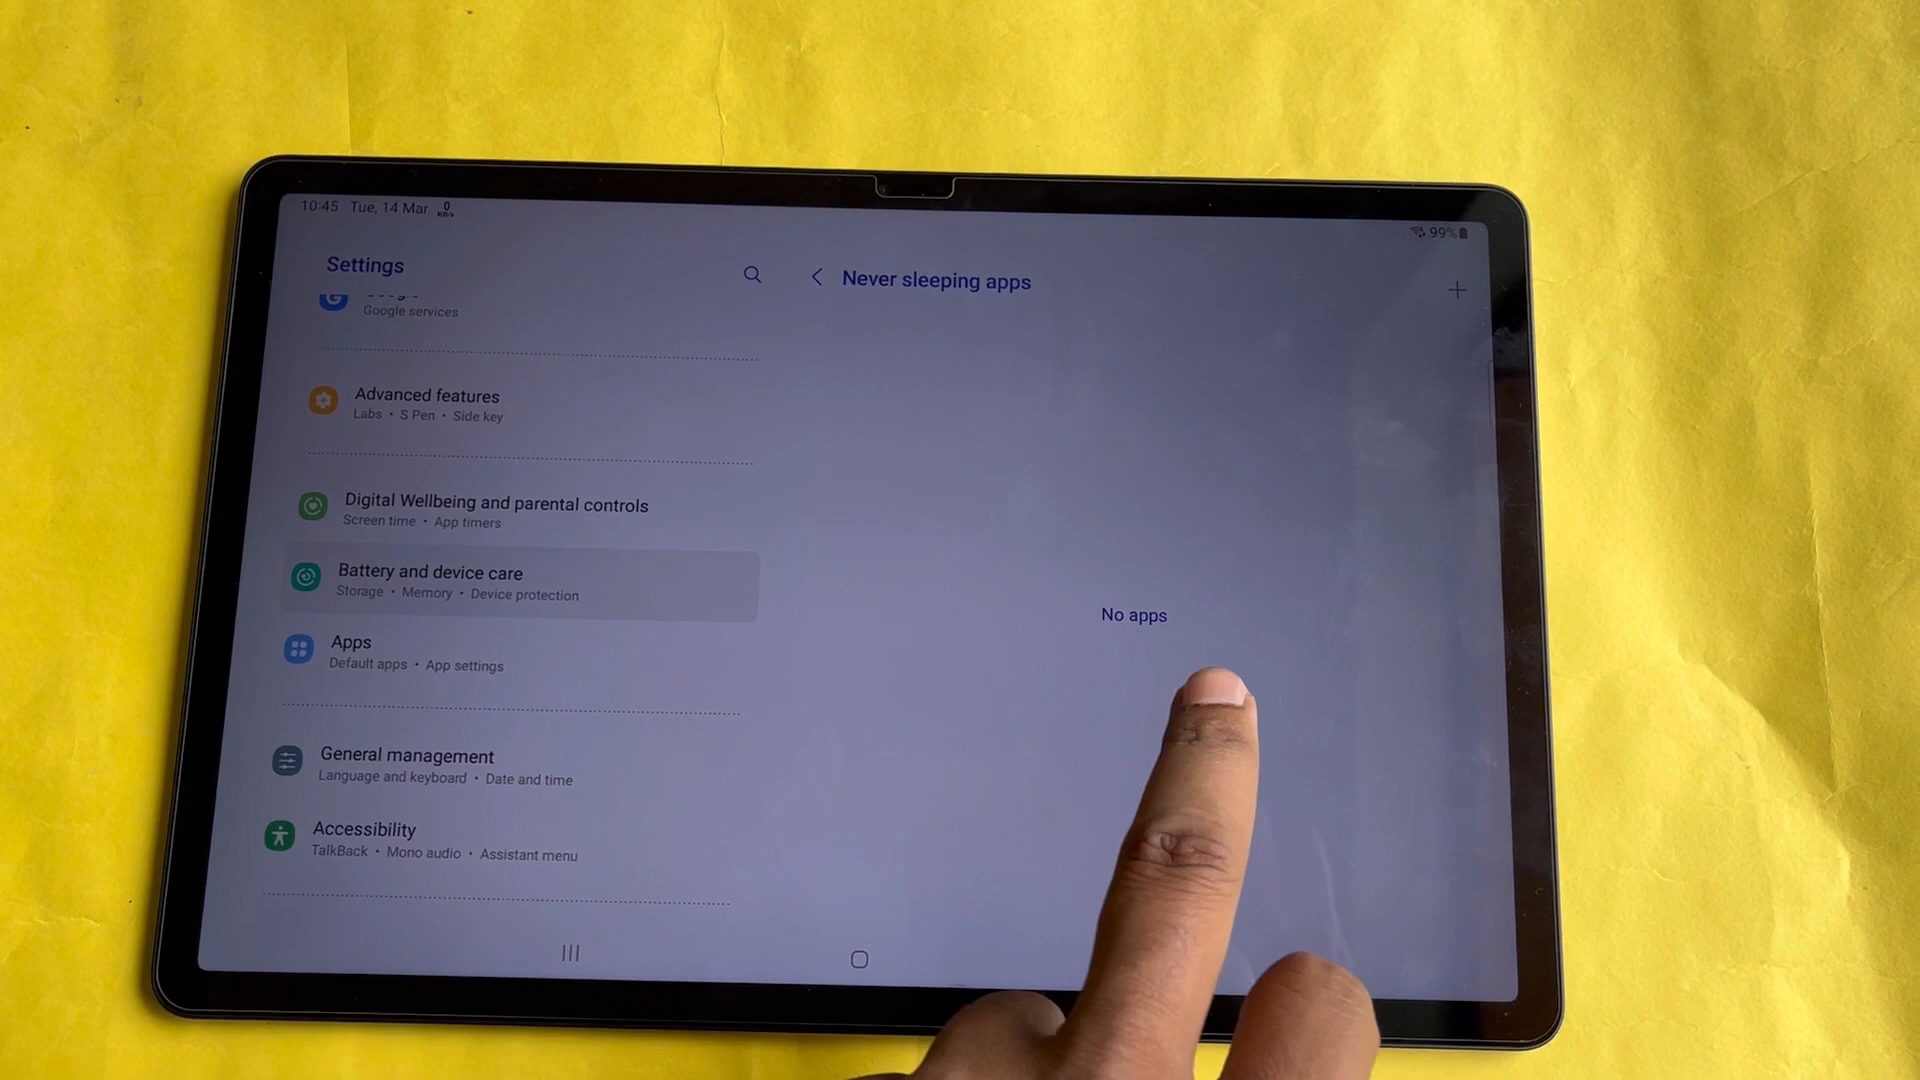 10:45 Tue, 14 Mar 0 KB/s
99%
Settings
Google services
Advanced features
Labs • S Pen • Side key
Digital Wellbeing and parental controls
Screen time • App timers
Battery and device care
Storage • Memory • Device protection
Apps
Default apps • App settings
General management
Language and keyboard • Date and time
Accessibility
TalkBack • Mono audio • Assistant menu
Never sleeping apps
No apps